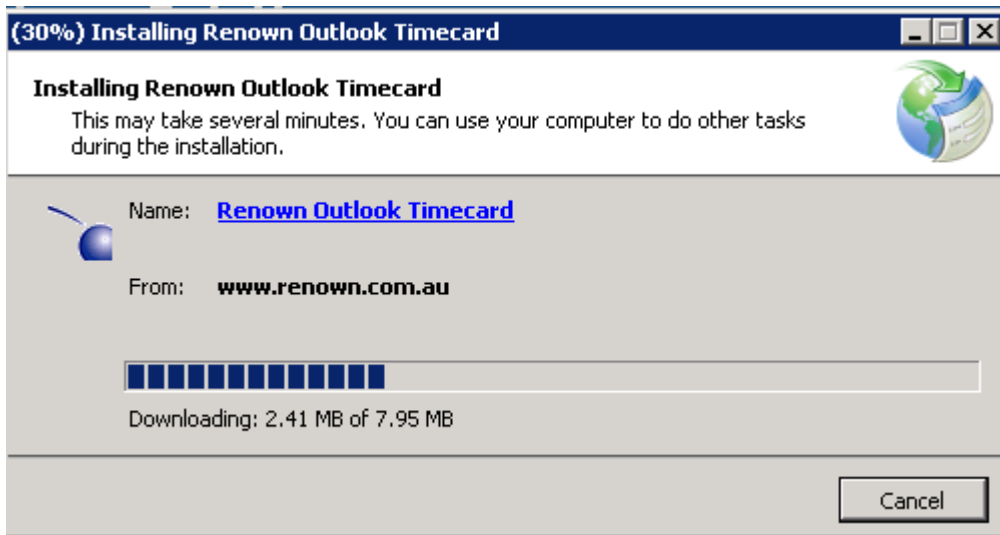 (30%) Installing Renown Outlook Timecard
Installing Renown Outlook Timecard
This may take several minutes. You can use your computer to do other tasks
during the installation.
Name: Renown Outlook Timecard
From: www.renown.com.au
Downloading: 2.41 MB of 7.95 MB
Cancel